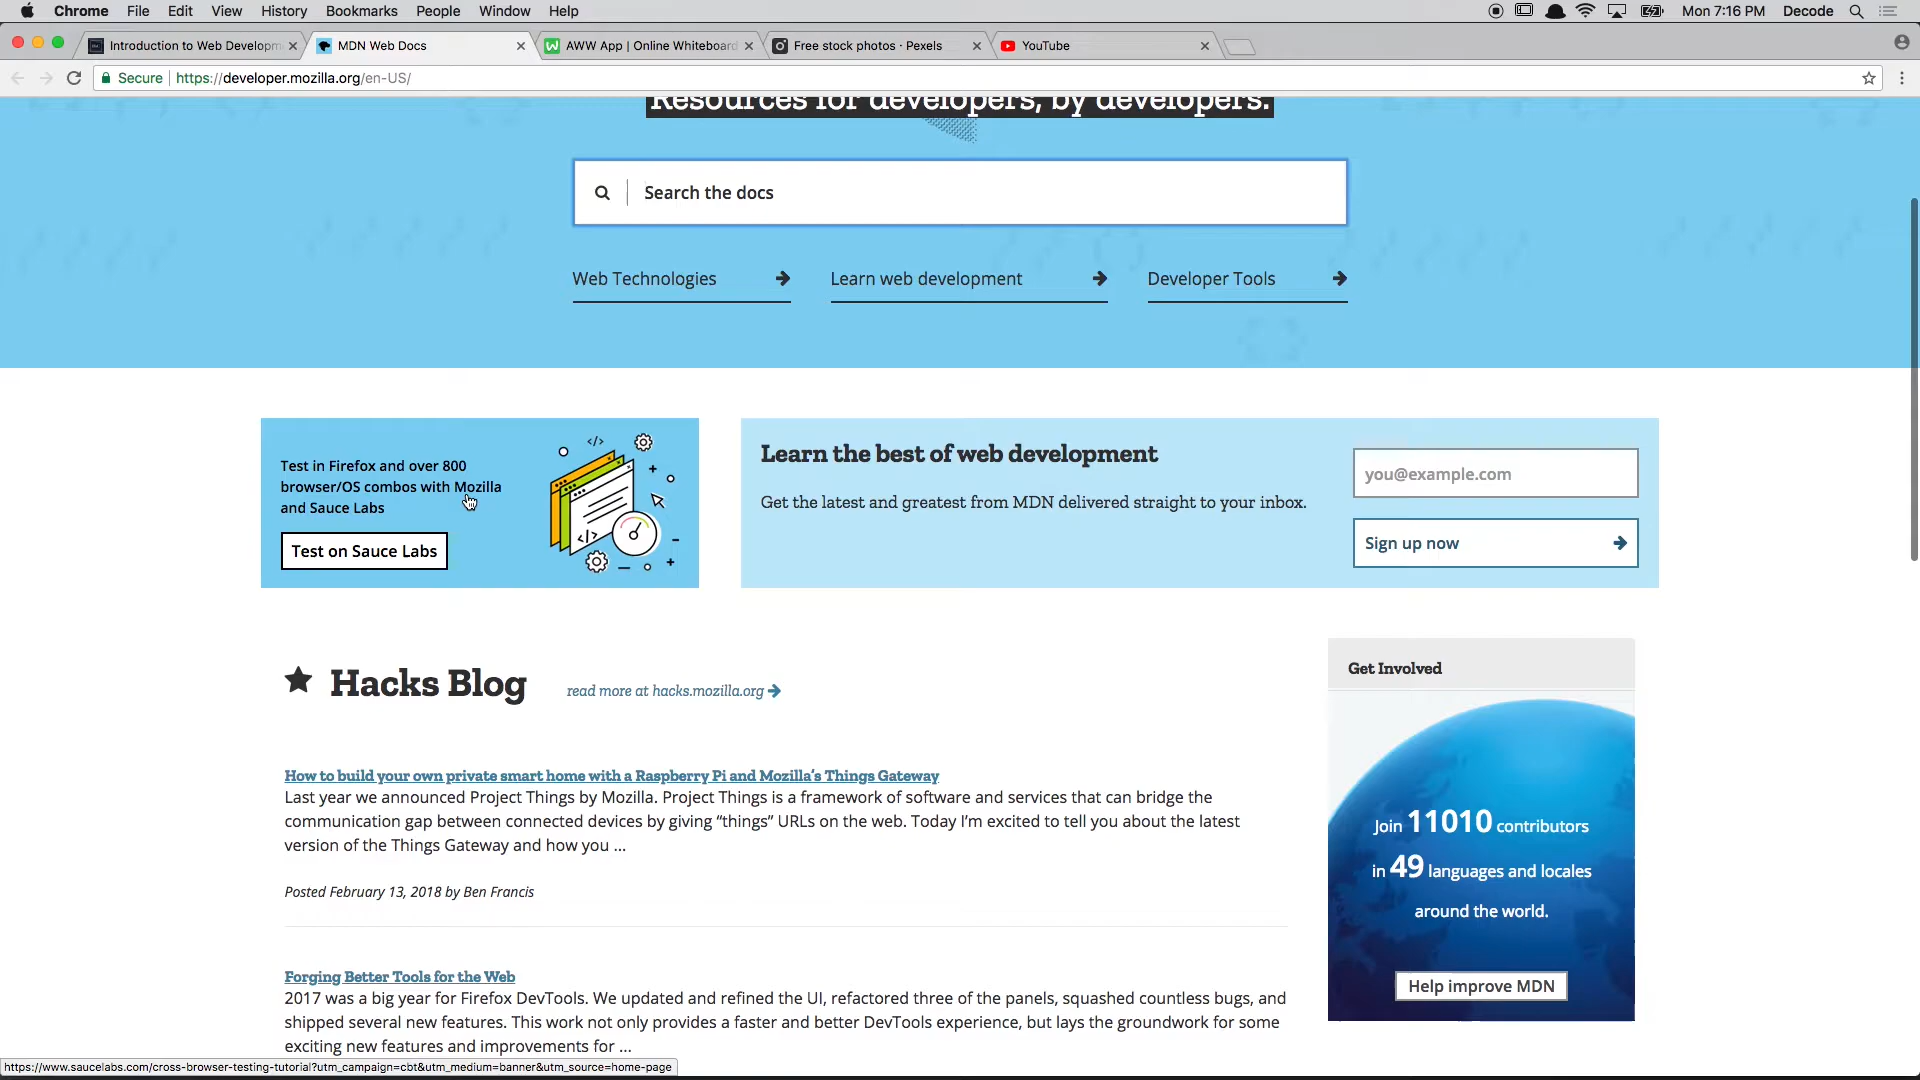 Chrome File Edit View History Bookmarks People Window Help Mon 7:16 PM Decode
Introduction to Web Developm MDN Web Docs AWW App | Online Whiteboard Free stock photos · Pexels YouTube
Secure https://developer.mozilla.org/en-US/
Resources for developers, by developers.
Search the docs
Web Technologies Learn web development Developer Tools
Test in Firefox and over 800
browser/OS combos with Mozilla
and Sauce Labs
Test on Sauce Labs
Learn the best of web development
Get the latest and greatest from MDN delivered straight to your inbox.
you@example.com
Sign up now
Hacks Blog read more at hacks.mozilla.org
How to build your own private smart home with a Raspberry Pi and Mozilla's Things Gateway
Last year we announced Project Things by Mozilla. Project Things is a framework of software and services that can bridge the
communication gap between connected devices by giving “things” URLs on the web. Today I’m excited to tell you about the latest
version of the Things Gateway and how you ...
Posted February 13, 2018 by Ben Francis
Forging Better Tools for the Web
2017 was a big year for Firefox DevTools. We updated and refined the UI, refactored three of the panels, squashed countless bugs, and
shipped several new features. This work not only provides a faster and better DevTools experience, but lays the groundwork for some
exciting new features and improvements for ...
Get Involved
Join 11010 contributors
in 49 languages and locales
around the world.
Help improve MDN
https://www.saucelabs.com/cross-browser-testing-tutorial?utm_campaign=cbt&utm_medium=banner&utm_source=home-page